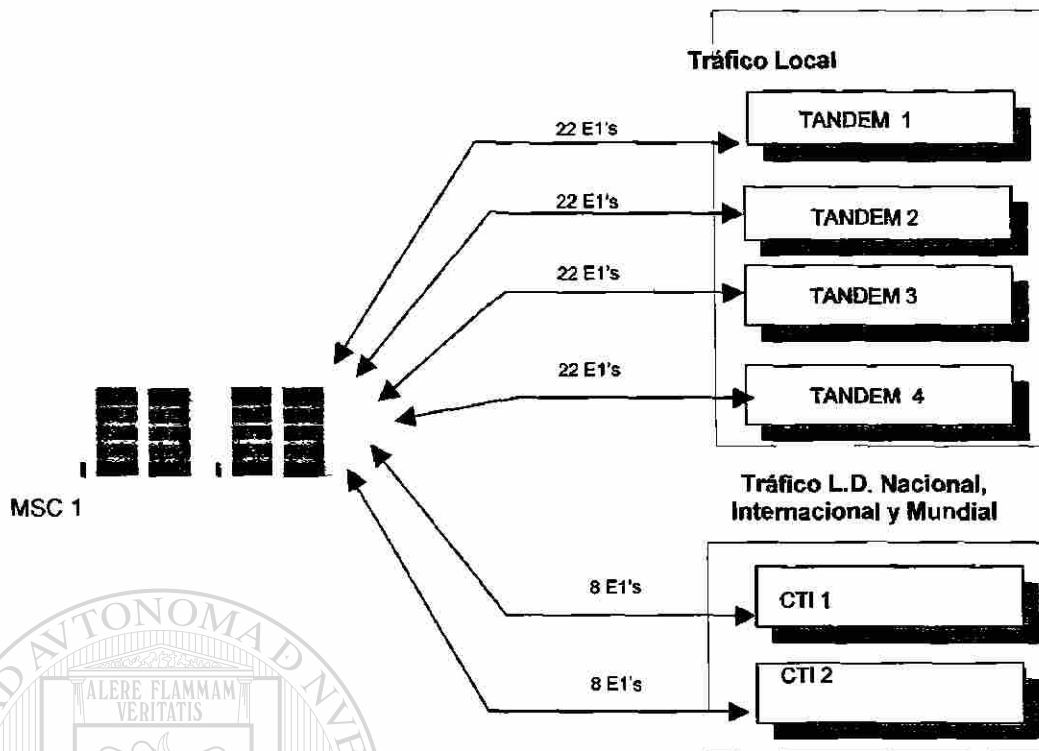 Tráfico Local
22 E1's
TANDEM 1
22 E1's
TANDEM 2
22 E1's
TANDEM 3
22 E1's
TANDEM 4
MSC 1
Tráfico L.D. Nacional,
Internacional y Mundial
8 E1's
CTI 1
8 E1's
CTI 2
AVTONOMA
ALERE FLAMMAM
VERITATIS